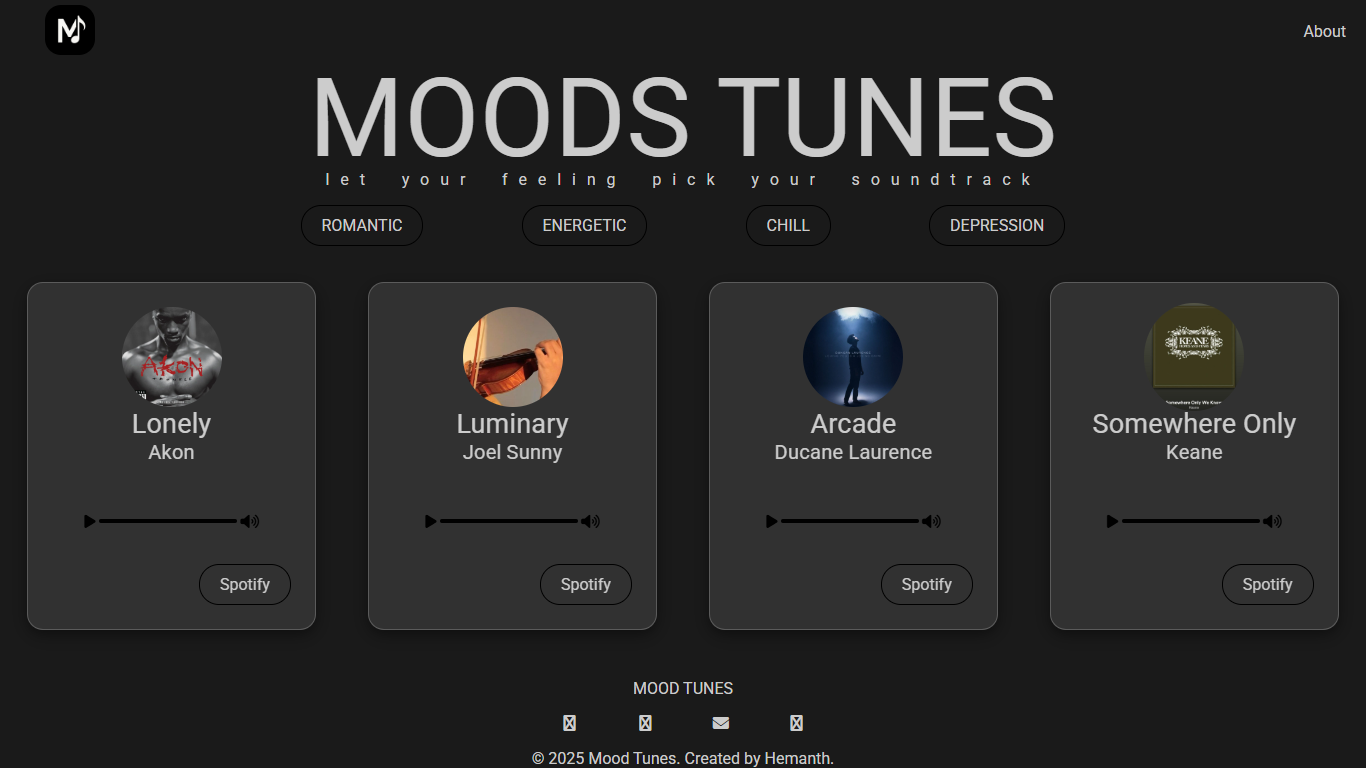 M
About
MOODS TUNES
let your feeling pick your soundtrack
ROMANTIC ENERGETIC CHILL DEPRESSION
AKON
KEANE
Somewhere Only We Know
Lonely Luminary Arcade Somewhere Only
Akon Joel Sunny Ducane Laurence Keane
Spotify Spotify Spotify Spotify
MOOD TUNES
© 2025 Mood Tunes. Created by Hemanth.